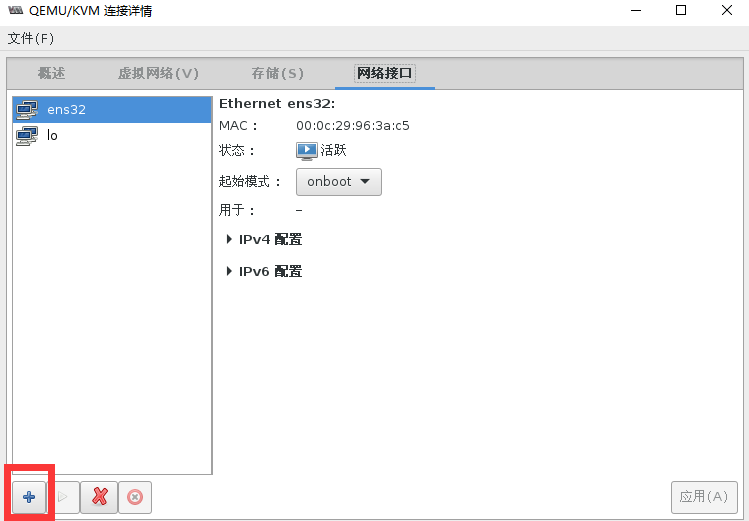 QEMU/KVM 连接详情
文件(F)
概述 虚拟网络(V) 存储(S) 网络接口
ens32
lo
Ethernet ens32:
MAC： 00:0c:29:96:3a:c5
状态： 活跃
起始模式： onboot
用于： –
IPv4 配置
IPv6 配置
应用(A)